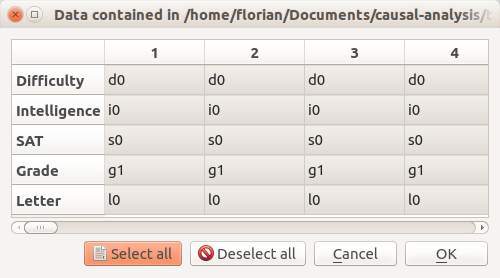 Data contained in /home/florian/Documents/causal-analysis/
1 2 3 4
Difficulty d0 d0 d0 d0
Intelligence i0 i0 i0 i0
SAT s0 s0 s0 s0
Grade g1 g1 g1 g1
Letter l0 l0 l0 l0
Select all Deselect all Cancel OK